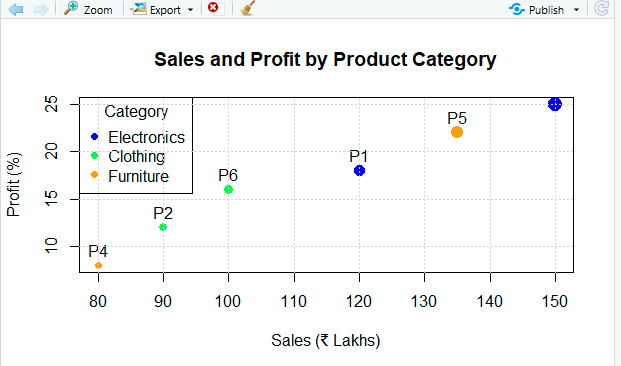 Zoom Export Publish
Sales and Profit by Product Category
Category
Electronics
Clothing
Furniture
P5
P1
P6
P2
P4
Profit (%)
25
20
15
10
80 90 100 110 120 130 140 150
Sales (₹ Lakhs)